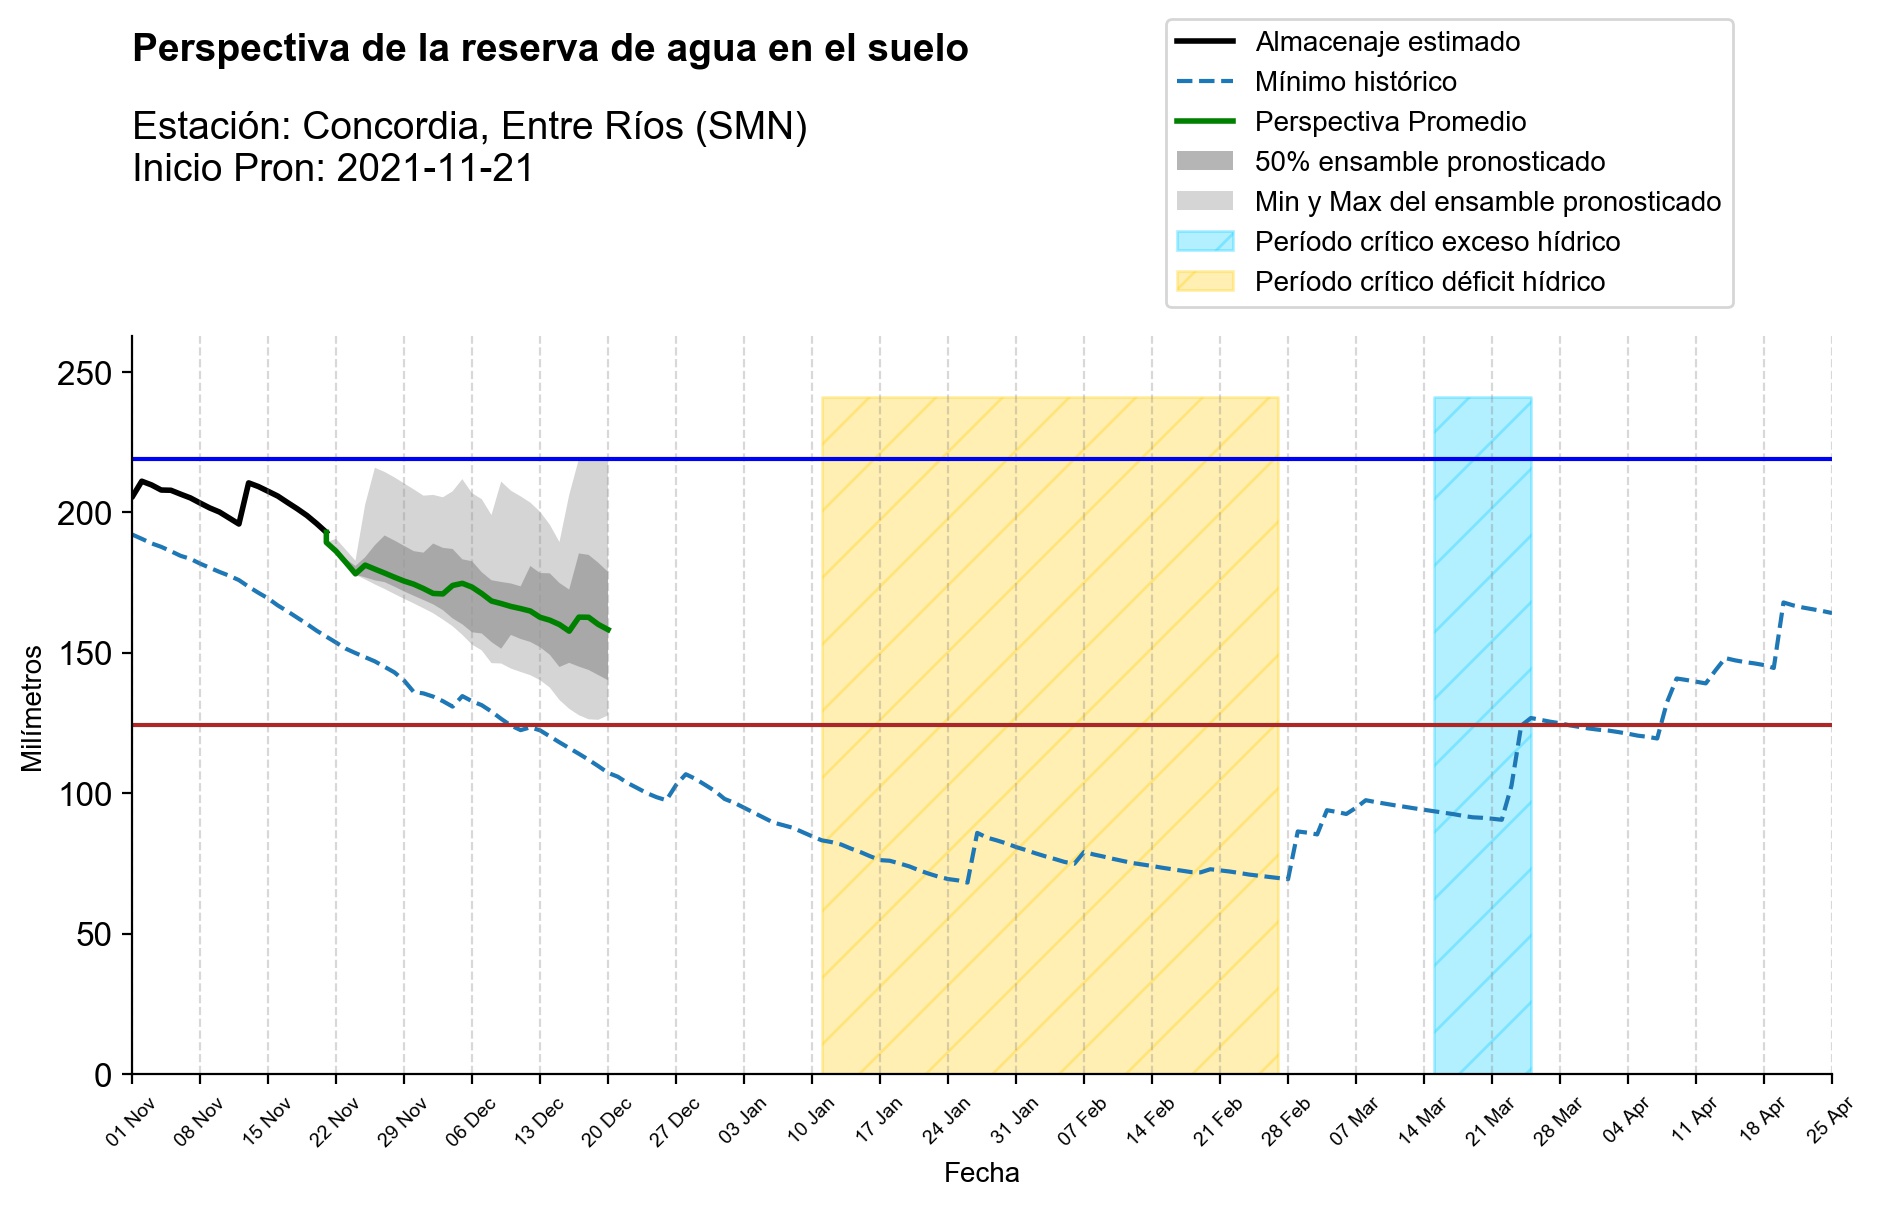 Perspectiva de la reserva de agua en el suelo
Estación: Concordia, Entre Ríos (SMN)
Inicio Pron: 2021-11-21
Almacenaje estimado
Mínimo histórico
Perspectiva Promedio
50% ensamble pronosticado
Min y Max del ensamble pronosticado
Período crítico exceso hídrico
Período crítico déficit hídrico
Milímetros
250
200
150
100
50
0
01 Nov
08 Nov
15 Nov
22 Nov
29 Nov
06 Dec
13 Dec
20 Dec
27 Dec
03 Jan
10 Jan
17 Jan
24 Jan
31 Jan
07 Feb
14 Feb
21 Feb
28 Feb
07 Mar
14 Mar
21 Mar
28 Mar
04 Apr
11 Apr
18 Apr
25 Apr
Fecha